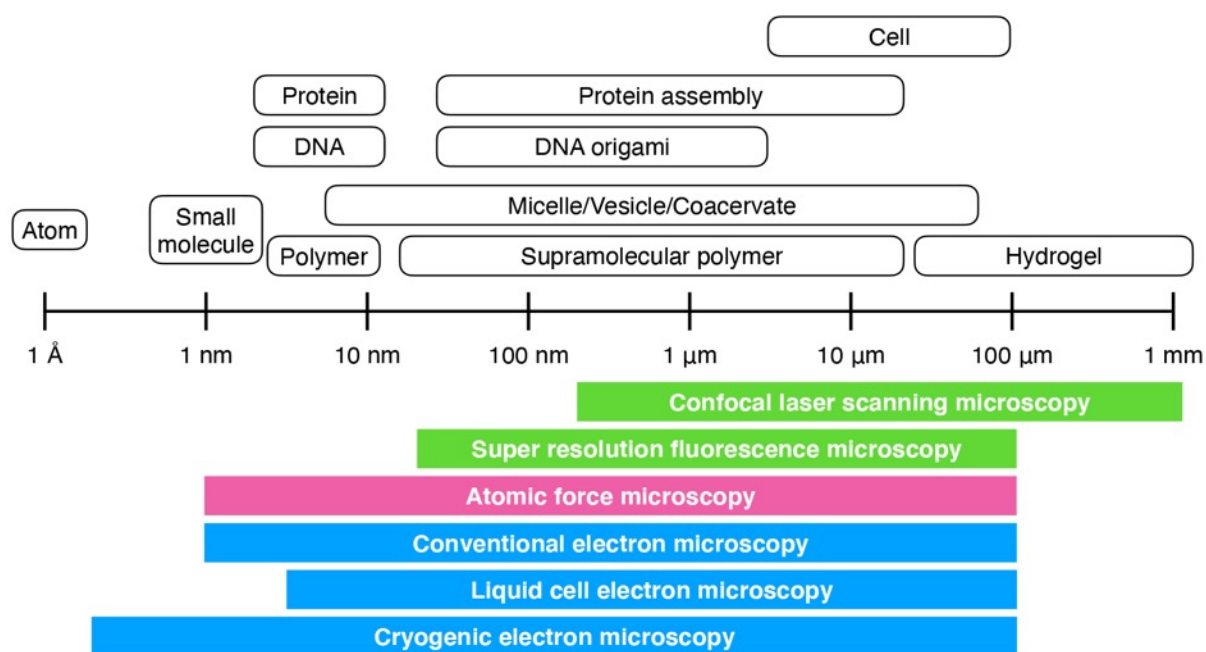 Cell
Protein
Protein assembly
DNA
DNA origami
Micelle/Vesicle/Coacervate
Atom
Small
molecule
Polymer
Supramolecular polymer
Hydrogel
1 Å
1 nm
10 nm
100 nm
1 μm
10 μm
100 μm
1 mm
Confocal laser scanning microscopy
Super resolution fluorescence microscopy
Atomic force microscopy
Conventional electron microscopy
Liquid cell electron microscopy
Cryogenic electron microscopy